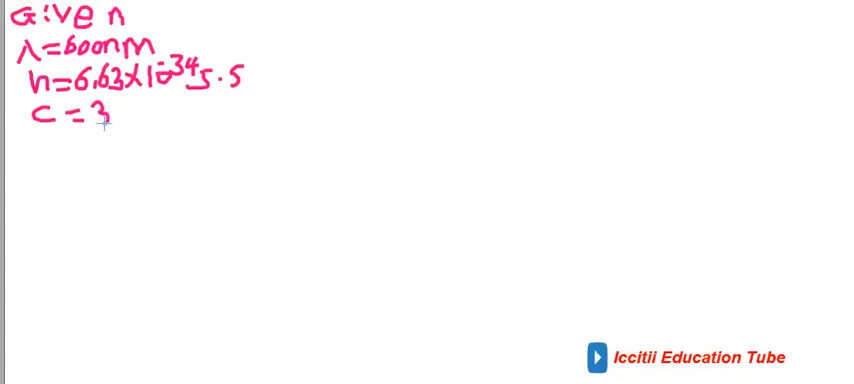 Given
λ=600nm
h=6.63×10-34J.s
c=3
Iccitii Education Tube